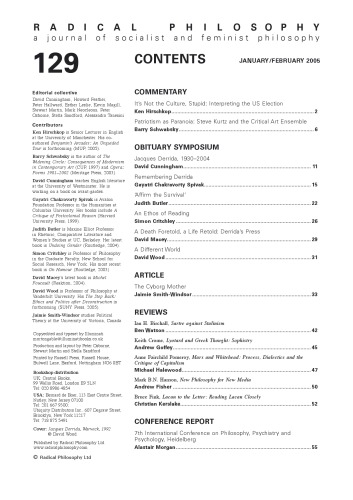 RADICAL PHILOSOPHY
a journal of socialist and feminist philosophy
129
CONTENTS
JANUARY/FEBRUARY 2005
Editorial collective
David Cunningham, Howard Feather,
Peter Hallward, Esther Leslie, Kevin Magill,
Stewart Martin, Mark Neocleous, Peter
Osborne, Stella Sandford, Alessandra Tanesini
Contributors
Ken Hirschkop is Senior Lecturer in English
at the University of Manchester. His co-
authored Benjamin's Arcades: An Unguided
Tour is forthcoming (MUP, 2005).
Barry Schwabsky is the author of The
Widening Circle: Consequences of Modernism
in Contemporary Art (CUP, 1997) and Opera:
Poems 1981–2002 (Meritage Press, 2003).
David Cunningham teaches English literature
at the University of Westminster. He is
working on a book on avant-gardes.
Gayatri Chakravorty Spivak is Avalon
Foundation Professor in the Humanities at
Columbia University. Her books include A
Critique of Postcolonial Reason (Harvard
University Press, 1999).
Judith Butler is Maxine Elliot Professor
in Rhetoric, Comparative Literature and
Women's Studies at UC, Berkeley. Her latest
book is Undoing Gender (Routledge, 2004).
Simon Critchley is Professor of Philosophy
in the Graduate Faculty, New School for
Social Research, New York. His most recent
book is On Humour (Routledge, 2002).
David Macey's latest book is Michel
Foucault (Reaktion, 2004).
David Wood is Professor of Philosophy at
Vanderbilt University. His The Step Back:
Ethics and Politics after Deconstruction is
forthcoming (SUNY Press, 2005).
Jaimie Smith-Windsor studies Political
Theory at the University of Victoria, Canada.
Copyedited and typeset by illuminati
Production and layout by Peter Osborne,
Stewart Martin and Stella Sandford
Printed by Russell Press, Russell House,
Bulwell Lane, Basford, Nottingham NG6 0BT
Bookshop distribution
UK: Central Books,
99 Wallis Road, London E9 5LN
Tel: 020 8986 4854
USA: Bernhard de Boer, 113 East Centre Street,
Nutley, New Jersey 07100
Tel: 201 667 9300;
Ubiquity Distributors Inc., 607 Degraw Street,
Brooklyn, New York 11217
Tel: 718 875 5491
Cover: Jacques Derrida, Warwick, 1992
© David Wood
Published by Radical Philosophy Ltd
www.radicalphilosophy.com
© Radical Philosophy Ltd
COMMENTARY
It's Not the Culture, Stupid: Interpreting the US Election
Ken Hirschkop 2
Patriotism as Paranoia: Steve Kurtz and the Critical Art Ensemble
Barry Schwabsky 6
OBITUARY SYMPOSIUM
Jacques Derrida, 1930–2004
David Cunningham 11
Remembering Derrida
Gayatri Chakravorty Spivak 15
'Affirm the Survival'
Judith Butler 22
An Ethos of Reading
Simon Critchley 26
A Death Foretold, a Life Retold, Derrida's Press
David Macey 29
A Different World
David Wood 31
ARTICLE
The Cyborg Mother
Jaimie Smith-Windsor 33
REVIEWS
Ian H. Birchall, Sartre against Stalinism
Ben Watson 42
Keith Crome, Lyotard and Greek Thought: Sophistry
Andrew Goffey 45
Anne Fairchild Pomeroy, Marx and Whitehead: Process, Dialectics and the
Critique of Capitalism
Michael Halewood 47
Mark B.N. Hansen, New Philosophy for New Media
Andrew Fisher 50
Bruce Fink, Lacan to the Letter: Reading Lacan Closely
Christian Kerslake 52
CONFERENCE REPORT
7th International Conference on Philosophy, Psychiatry and
Psychology, Heidelberg
Alastair Morgan 55